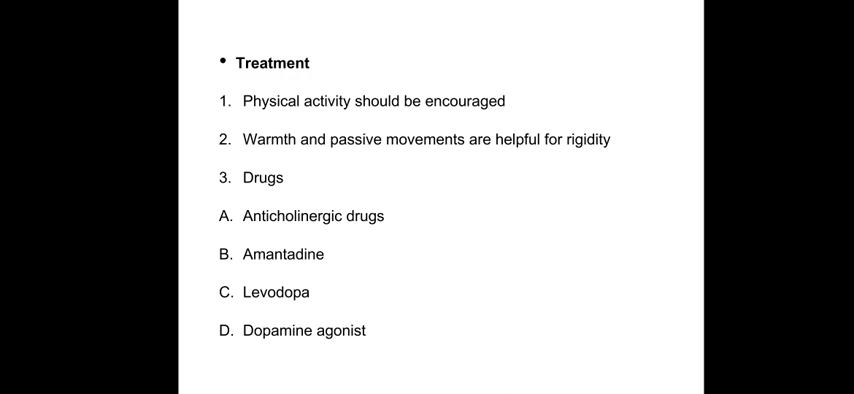 • Treatment
1. Physical activity should be encouraged
2. Warmth and passive movements are helpful for rigidity
3. Drugs
A. Anticholinergic drugs
B. Amantadine
C. Levodopa
D. Dopamine agonist